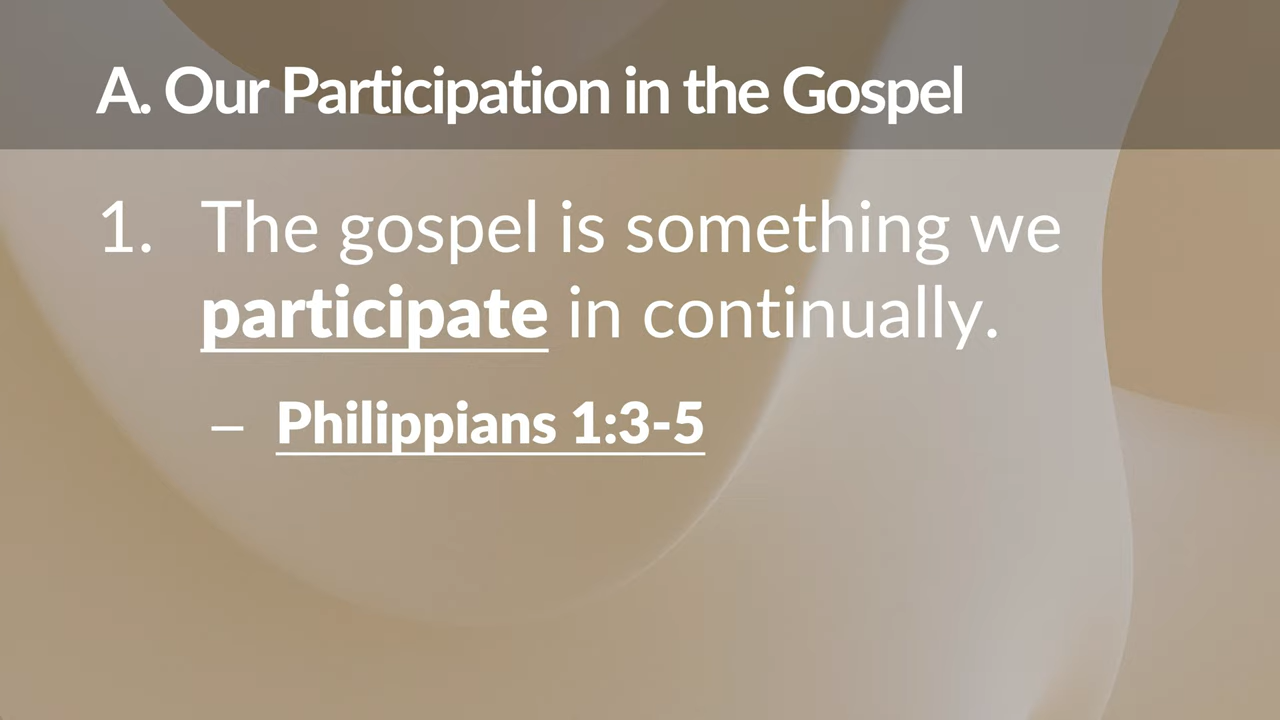 A. Our Participation in the Gospel
1. The gospel is something we
participate in continually.
– Philippians 1:3-5